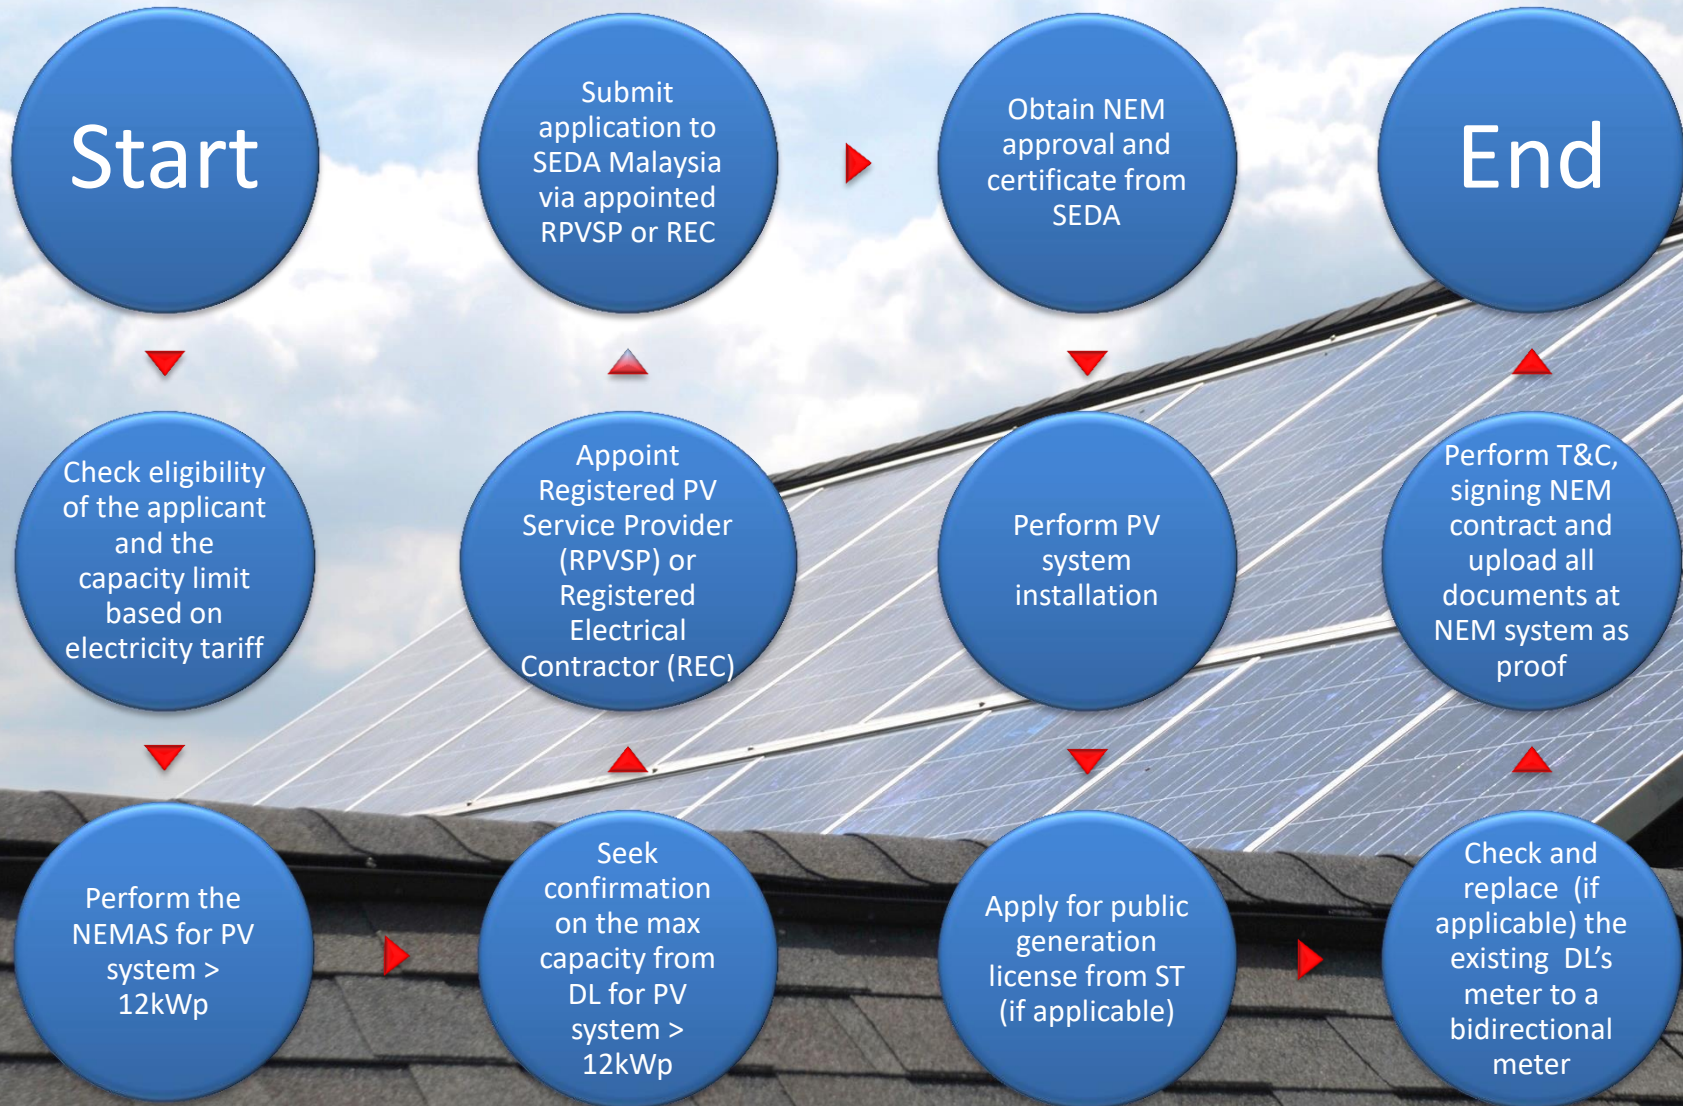 Start
Check eligibility
of the applicant
and the
capacity limit
based on
electricity tariff
Perform the
NEMAS for PV
system >
12kWp
Seek
confirmation
on the max
capacity from
DL for PV
system >
12kWp
Appoint
Registered PV
Service Provider
(RPVSP) or
Registered
Electrical
Contractor (REC)
Submit
application to
SEDA Malaysia
via appointed
RPVSP or REC
Obtain NEM
approval and
certificate from
SEDA
Perform PV
system
installation
Apply for public
generation
license from ST
(if applicable)
Check and
replace (if
applicable) the
existing DL’s
meter to a
bidirectional
meter
Perform T&C,
signing NEM
contract and
upload all
documents at
NEM system as
proof
End